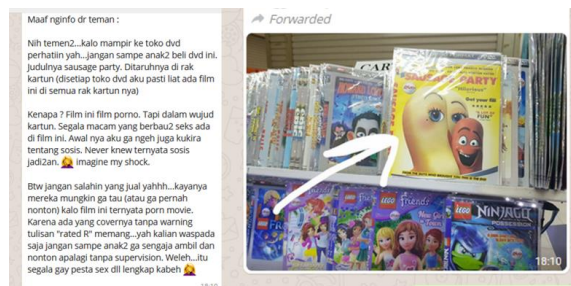 Maaf nginfo dr teman :
Nih temen2...kalo mampir ke toko dvd
perhatiin yah...jangan sampe anak2 beli dvd ini.
Judulnya sausage party. Ditaruhnya di rak
kartun (disetiap toko dvd aku pasti liat ada film
ini di semua rak kartun nya)
Kenapa ? Film ini film porno. Tapi dalam wujud
kartun. Segala macam yang berbau2 seks ada
di film ini. Awal nya aku ga ngeh juga kukira
tentang sosis. Never knew ternyata sosis
jadi2an. 🤦 imagine my shock.
Btw jangan salahin yang jual yahhh...kayanya
mereka mungkin ga tau (atau ga pernah
nonton) kalo film ini ternyata porn movie.
Karena ada yang covernya tanpa warning
tulisan "rated R" memang...yah kalian waspada
saja jangan sampe anak2 ga sengaja ambil dan
nonton apalagi tanpa supervision. Weleh...itu
segala gay pesta sex dll lengkap kabeh 🤦
18:10
Forwarded
CAR
SAUSAGE PARTY
LEGO friends
LEGO NINJAGO
POSSESSION
18:10